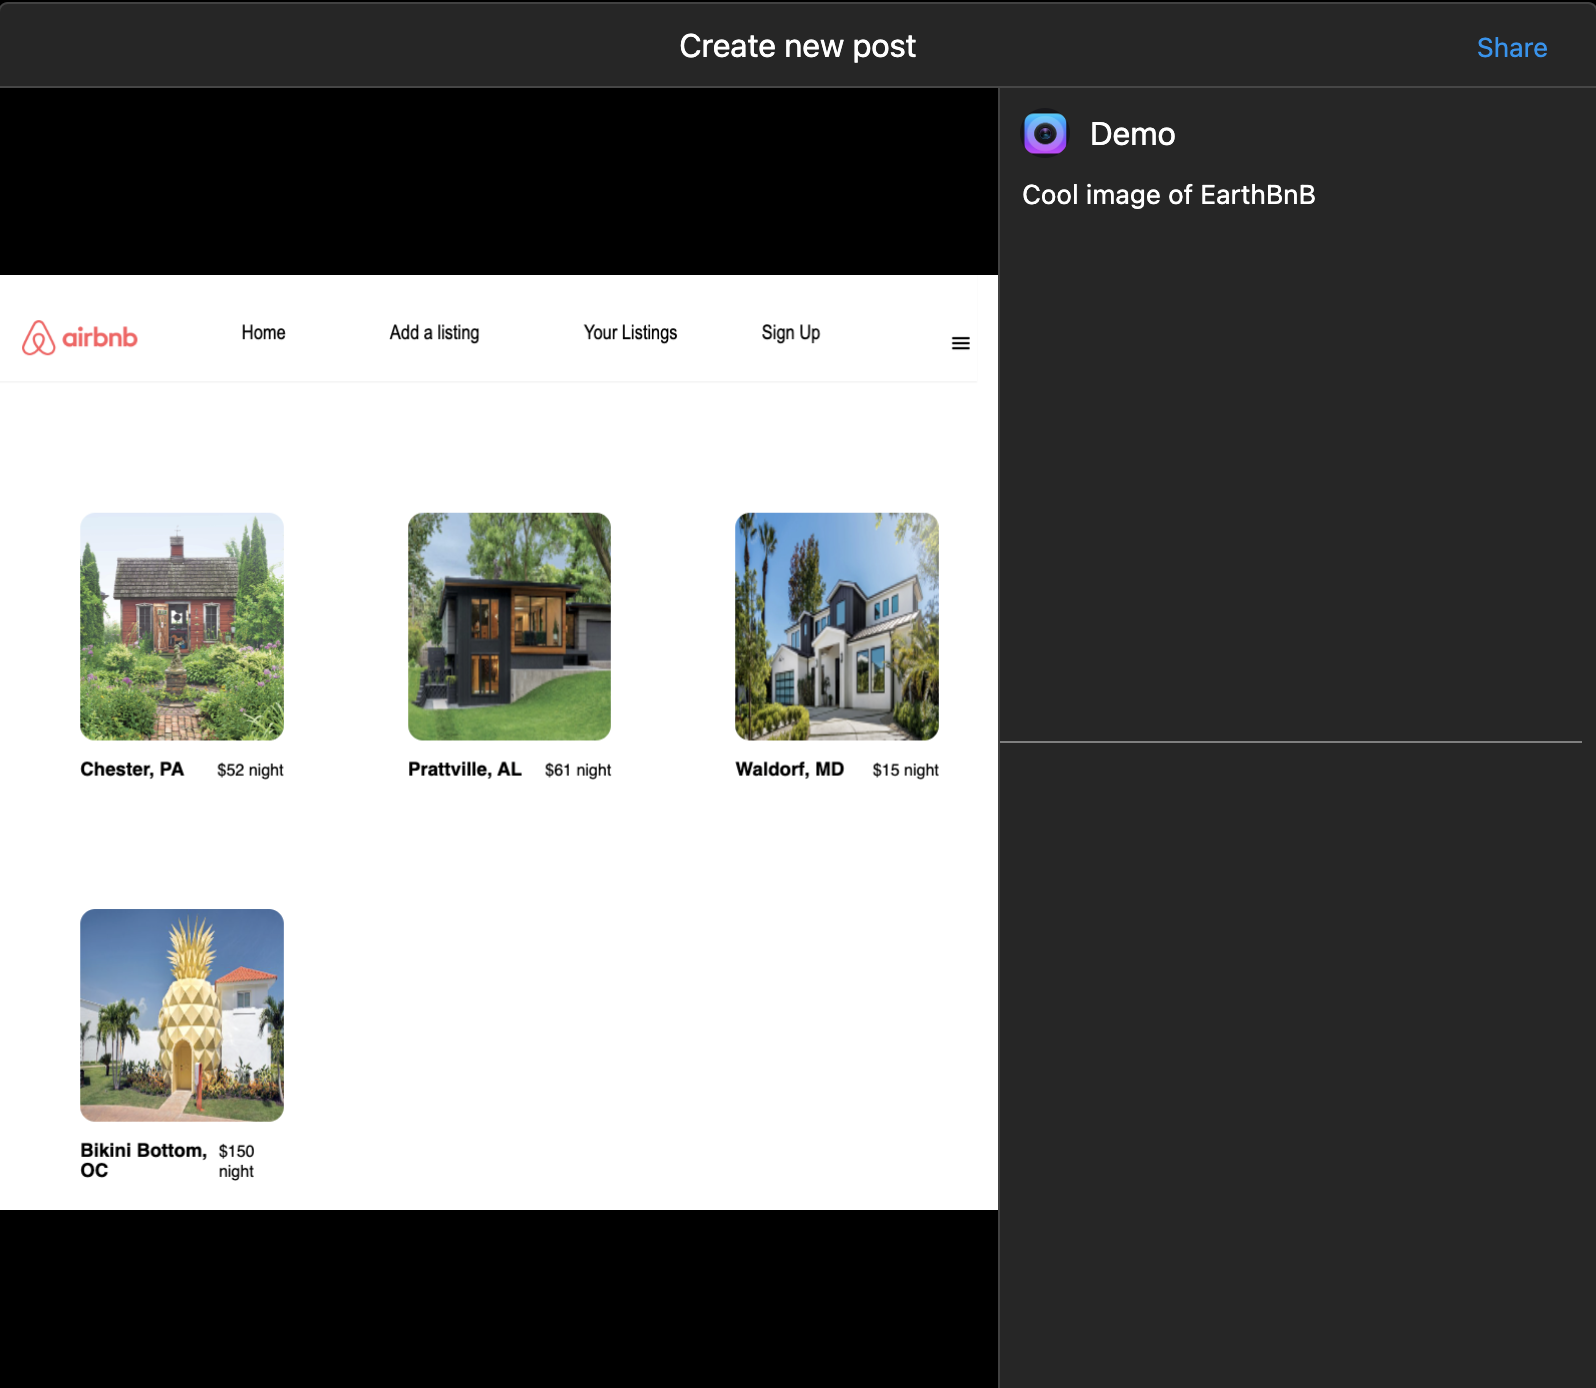 Create new post
Share
Demo
Cool image of EarthBnB
airbnb
Home
Add a listing
Your Listings
Sign Up
Chester, PA
$52 night
Prattville, AL
$61 night
Waldorf, MD
$15 night
Bikini Bottom,
OC
$150
night